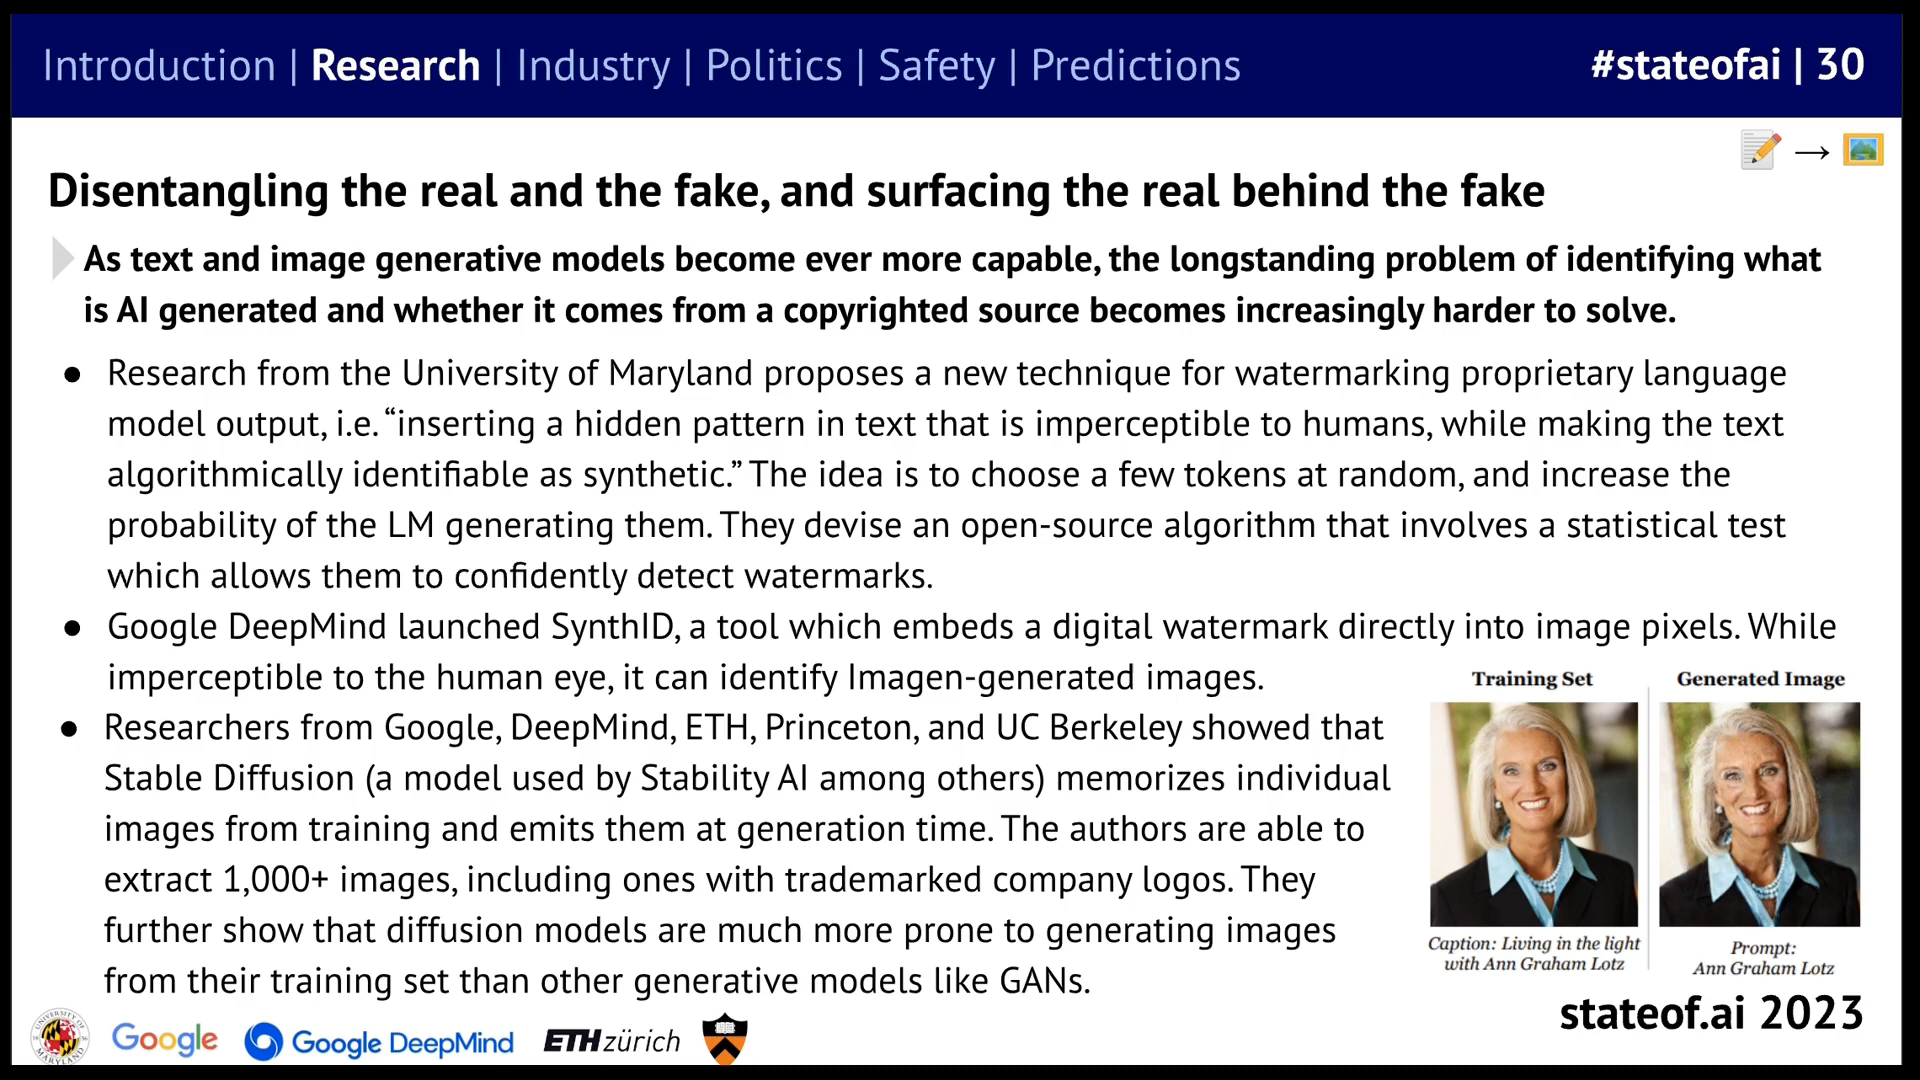 Introduction | Research | Industry | Politics | Safety | Predictions
#stateofai | 30
Disentangling the real and the fake, and surfacing the real behind the fake
As text and image generative models become ever more capable, the longstanding problem of identifying what
is AI generated and whether it comes from a copyrighted source becomes increasingly harder to solve.
● Research from the University of Maryland proposes a new technique for watermarking proprietary language
model output, i.e. “inserting a hidden pattern in text that is imperceptible to humans, while making the text
algorithmically identifiable as synthetic.” The idea is to choose a few tokens at random, and increase the
probability of the LM generating them. They devise an open-source algorithm that involves a statistical test
which allows them to confidently detect watermarks.
● Google DeepMind launched SynthID, a tool which embeds a digital watermark directly into image pixels. While
imperceptible to the human eye, it can identify Imagen-generated images.
● Researchers from Google, DeepMind, ETH, Princeton, and UC Berkeley showed that
Stable Diffusion (a model used by Stability AI among others) memorizes individual
images from training and emits them at generation time. The authors are able to
extract 1,000+ images, including ones with trademarked company logos. They
further show that diffusion models are much more prone to generating images
from their training set than other generative models like GANs.
Training Set
Caption: Living in the light
with Ann Graham Lotz
Generated Image
Prompt:
Ann Graham Lotz
UNIVERSITY OF
MARYLAND
Google
Google DeepMind
ETH zürich
stateof.ai 2023